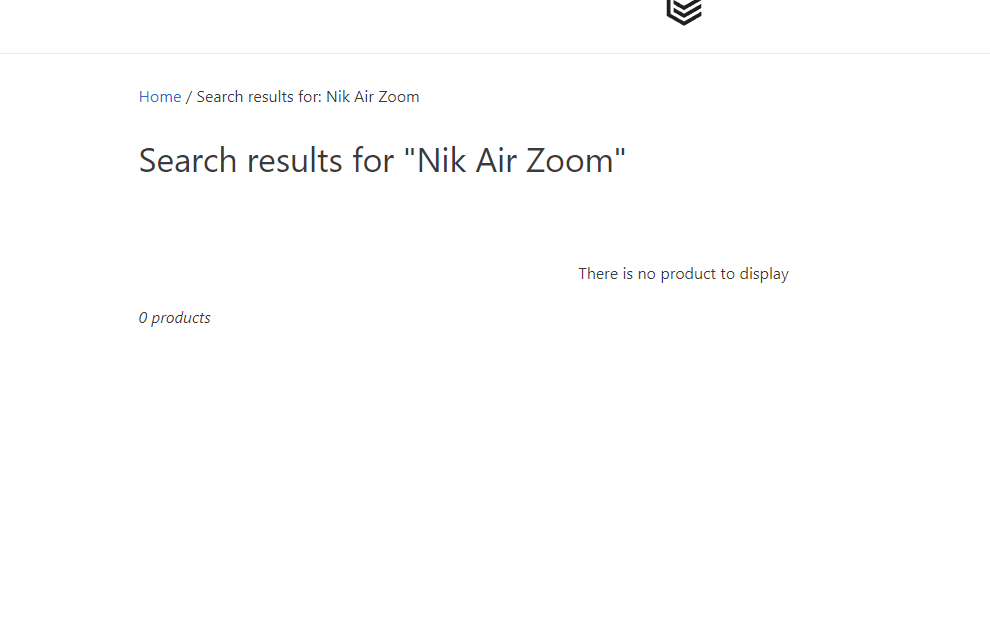 Home / Search results for: Nik Air Zoom
Search results for "Nik Air Zoom"
There is no product to display
0 products